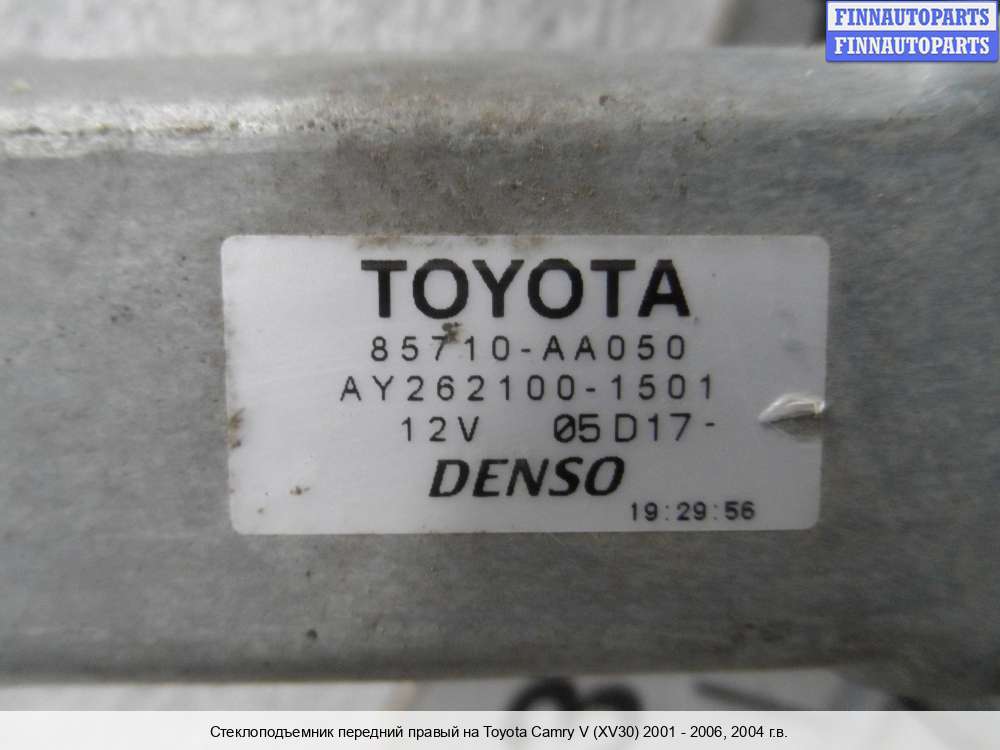 FINNAUTOPARTS
FINNAUTOPARTS
TOYOTA
85710-AA050
AY262100-1501
12V 05D17-
DENSO
19:29:56
Стеклоподъемник передний правый на Toyota Camry V (XV30) 2001 - 2006, 2004 г.в.